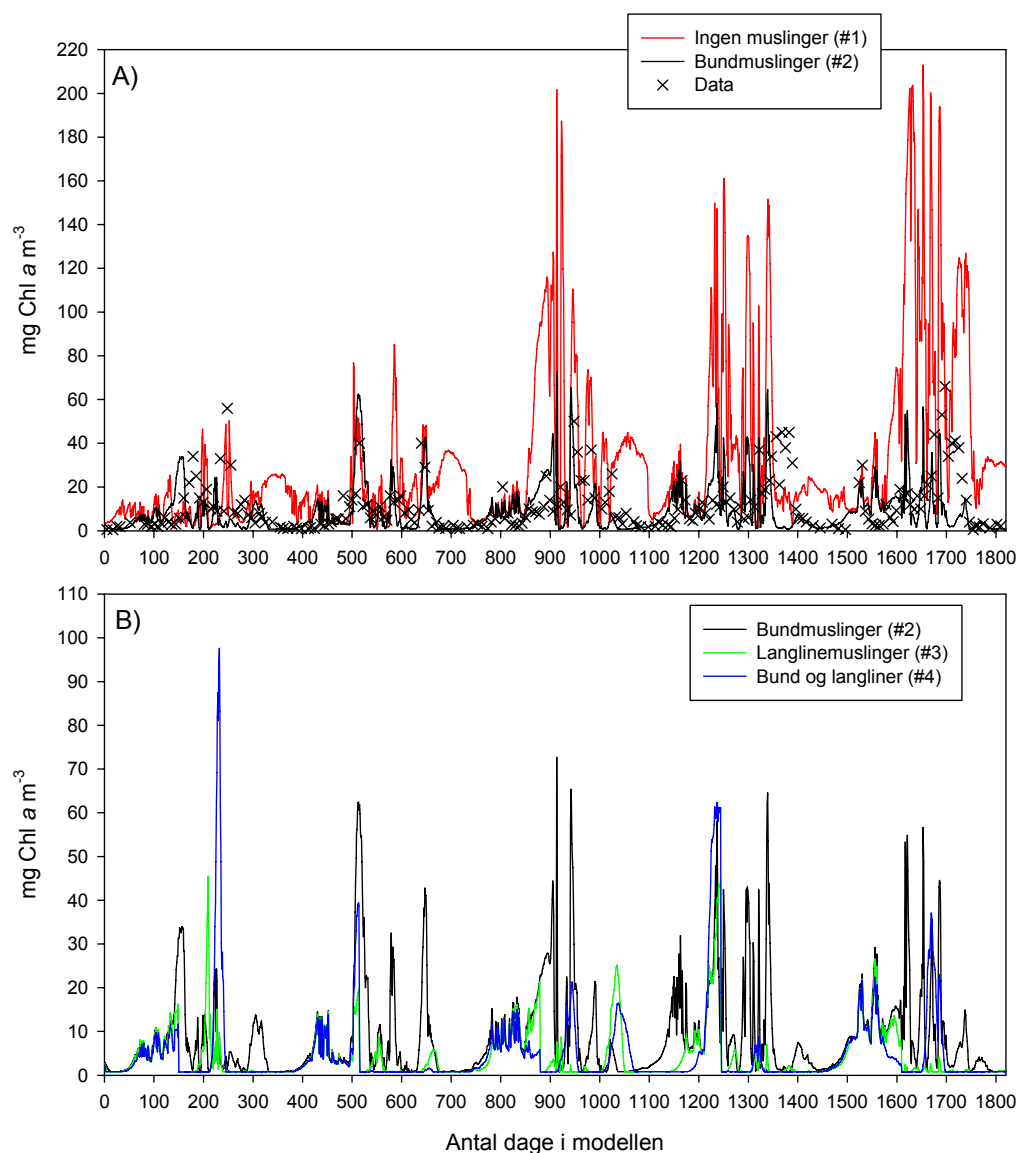 Ingen muslinger (#1)
Bundmuslinger (#2)
Data
A)
220
200
180
160
140
120
100
80
60
40
20
0
mg Chl a m-3
0 100 200 300 400 500 600 700 800 900 1000 1100 1200 1300 1400 1500 1600 1700 1800
B)
Bundmuslinger (#2)
Langlinemuslinger (#3)
Bund og langliner (#4)
110
100
90
80
70
60
50
40
30
20
10
0
mg Chl a m-3
0 100 200 300 400 500 600 700 800 900 1000 1100 1200 1300 1400 1500 1600 1700 1800
Antal dage i modellen